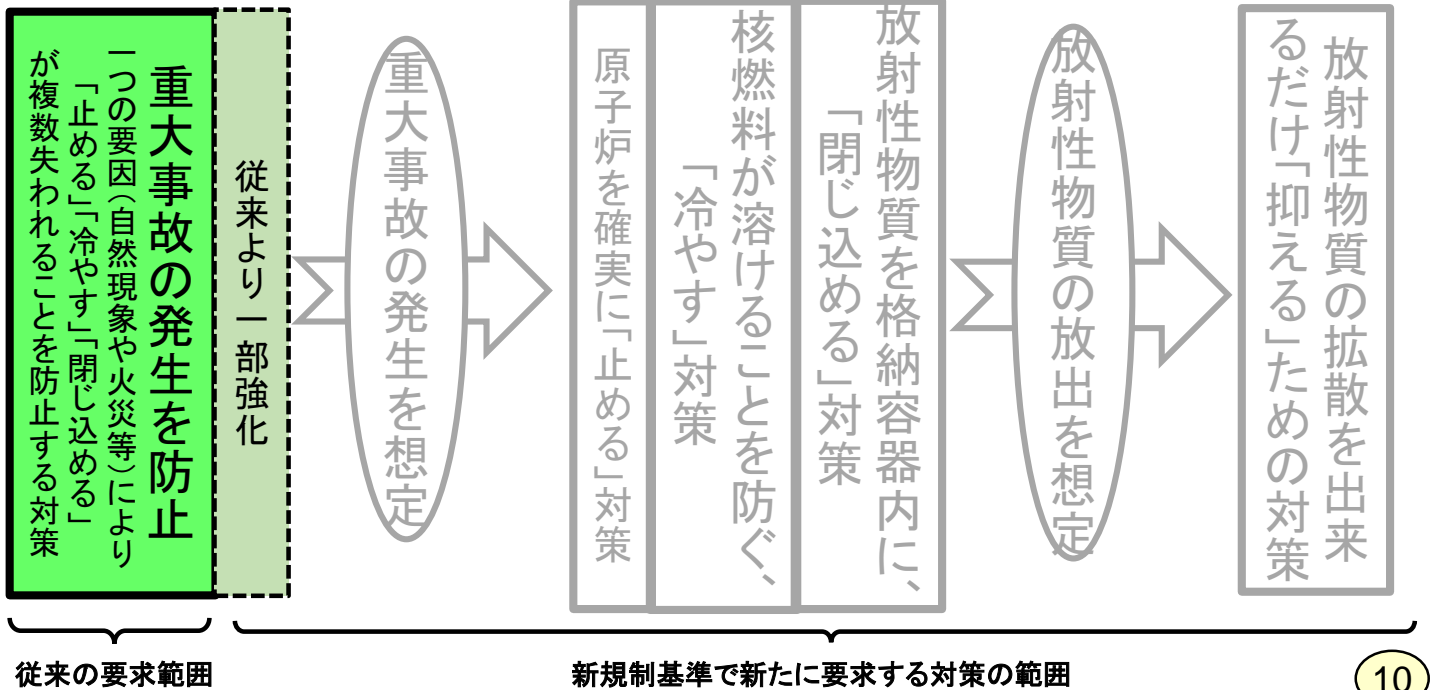 重大事故の発生を防止
一つの要因(自然現象や火災等)により
「止める」「冷やす」「閉じ込める」
が複数失われることを防止する対策
従来より一部強化
重大事故の発生を想定
原子炉を確実に「止める」対策
核燃料が溶けることを防ぐ、
「冷やす」対策
放射性物質を格納容器内に、
「閉じ込める」対策
放射性物質の放出を想定
放射性物質の拡散を出来
るだけ「抑える」ための対策
従来の要求範囲
新規制基準で新たに要求する対策の範囲
10